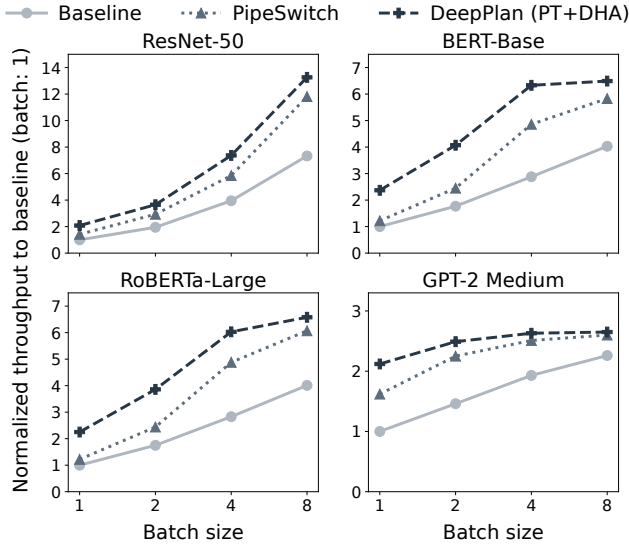 Baseline PipeSwitch DeepPlan (PT+DHA)
Normalized throughput to baseline (batch: 1)
ResNet-50
14
12
10
8
6
4
2
0
BERT-Base
7
6
5
4
3
2
1
0
RoBERTa-Large
7
6
5
4
3
2
1
0
1 2 4 8
Batch size
GPT-2 Medium
3
2
1
0
1 2 4 8
Batch size